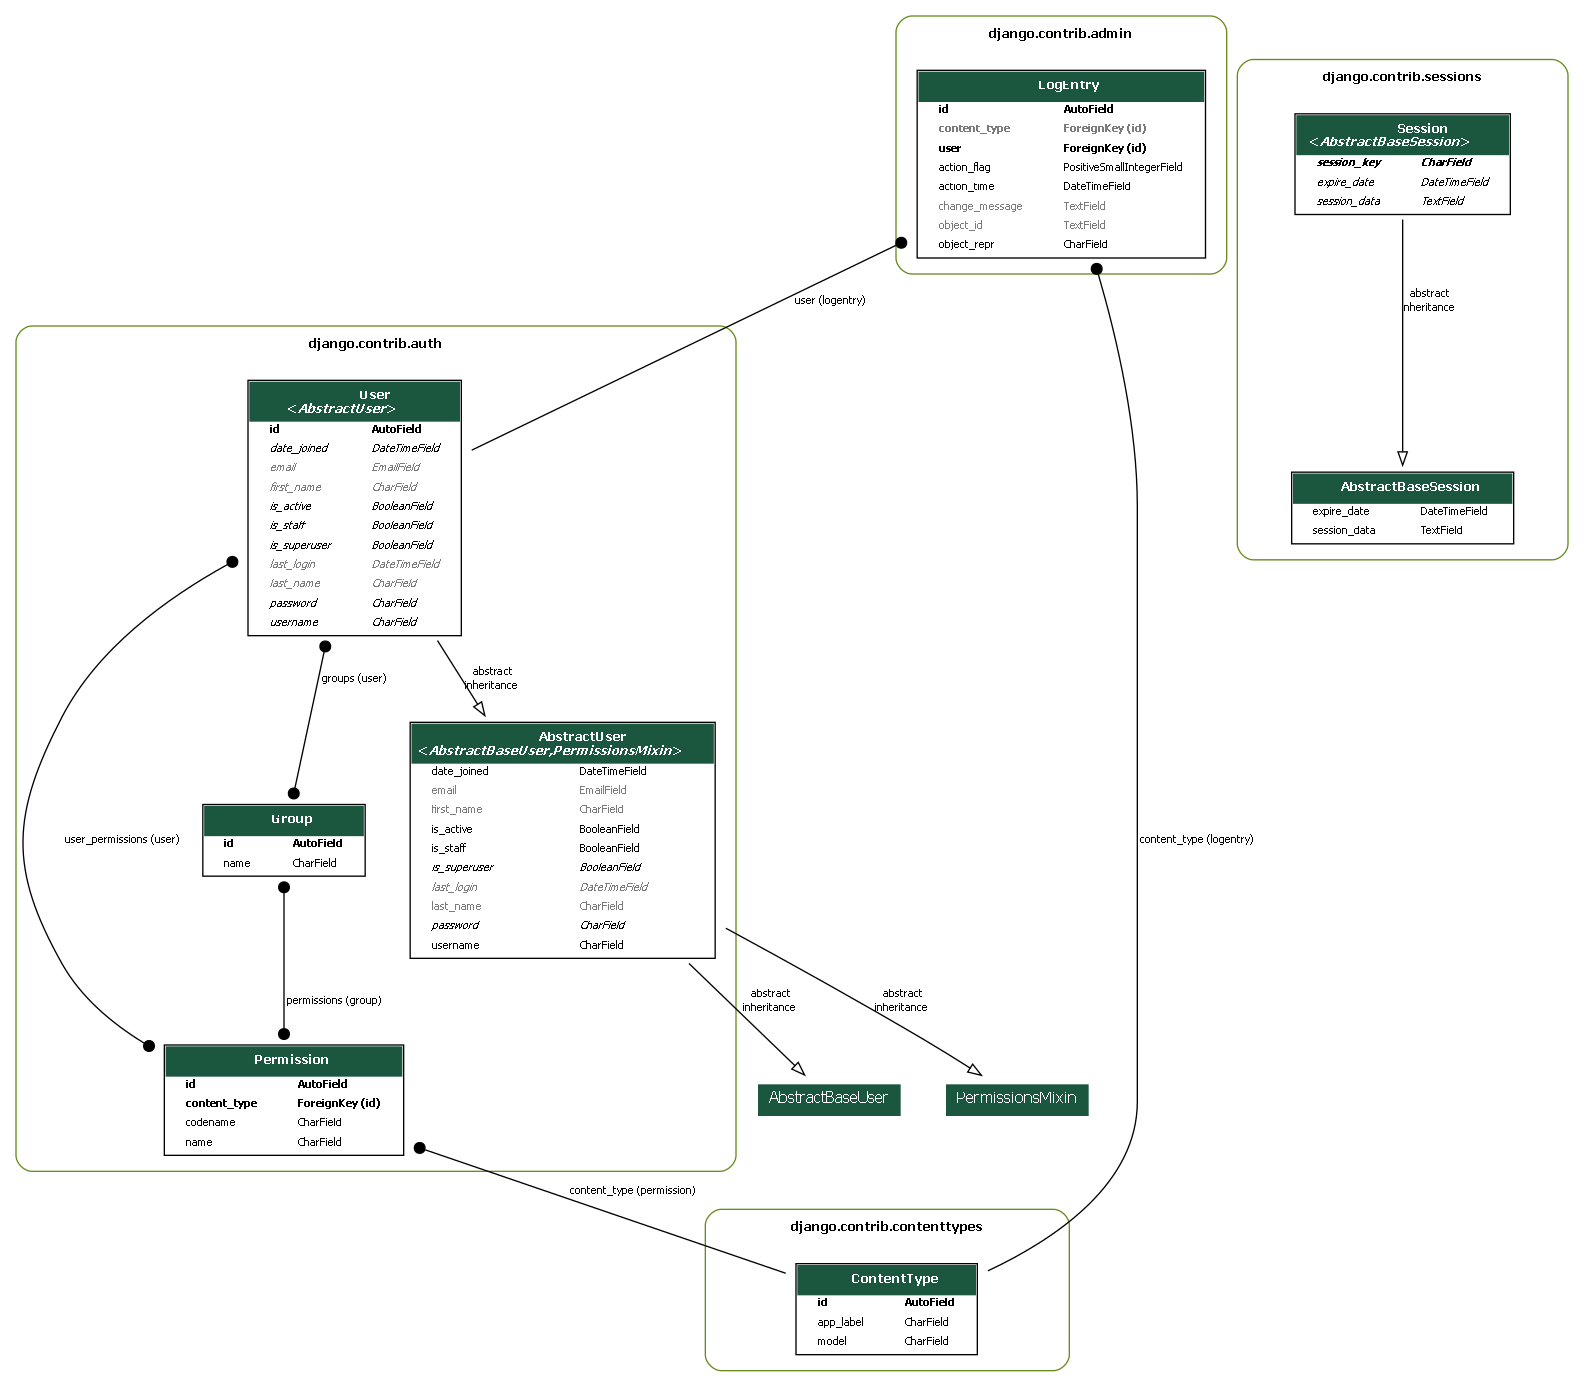 django.contrib.admin
LogEntry
id AutoField
content_type ForeignKey (id)
user ForeignKey (id)
action_flag PositiveSmallIntegerField
action_time DateTimeField
change_message TextField
object_id TextField
object_repr CharField
django.contrib.sessions
Session
<AbstractBaseSession>
session_key CharField
expire_date DateTimeField
session_data TextField
abstract
inheritance
AbstractBaseSession
expire_date DateTimeField
session_data TextField
user (logentry)
django.contrib.auth
User
<AbstractUser>
id AutoField
date_joined DateTimeField
email EmailField
first_name CharField
is_active BooleanField
is_staff BooleanField
is_superuser BooleanField
last_login DateTimeField
last_name CharField
password CharField
username CharField
groups (user)
abstract
inheritance
AbstractUser
<AbstractBaseUser,PermissionsMixin>
date_joined DateTimeField
email EmailField
first_name CharField
is_active BooleanField
is_staff BooleanField
is_superuser BooleanField
last_login DateTimeField
last_name CharField
password CharField
username CharField
user_permissions (user)
Group
id AutoField
name CharField
content_type (logentry)
permissions (group)
abstract
inheritance
abstract
inheritance
Permission
id AutoField
content_type ForeignKey (id)
codename CharField
name CharField
AbstractBaseUser
PermissionsMixin
content_type (permission)
django.contrib.contenttypes
ContentType
id AutoField
app_label CharField
model CharField